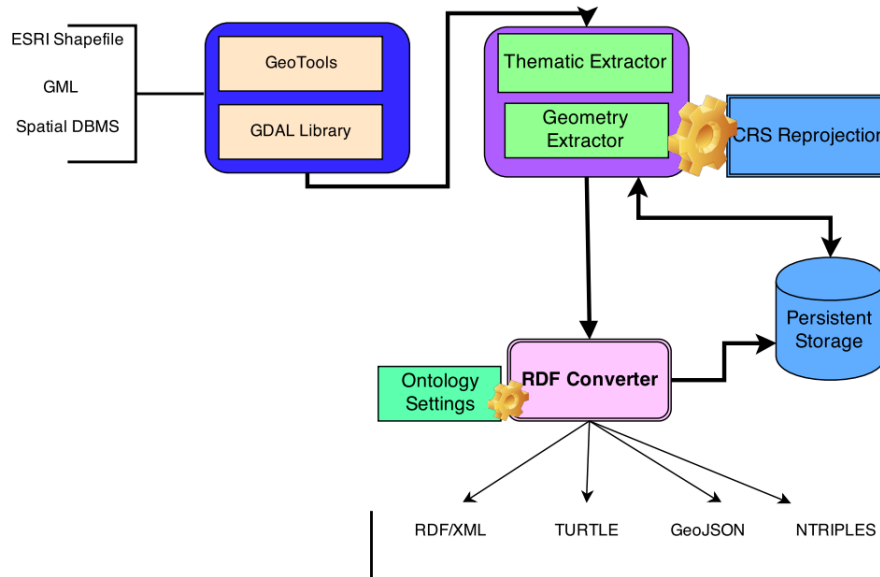 ESRI Shapefile
GML
Spatial DBMS
GeoTools
GDAL Library
Thematic Extractor
Geometry
Extractor
CRS Reprojection
Persistent
Storage
Ontology
Settings
RDF Converter
RDF/XML
TURTLE
GeoJSON
NTRIPLES